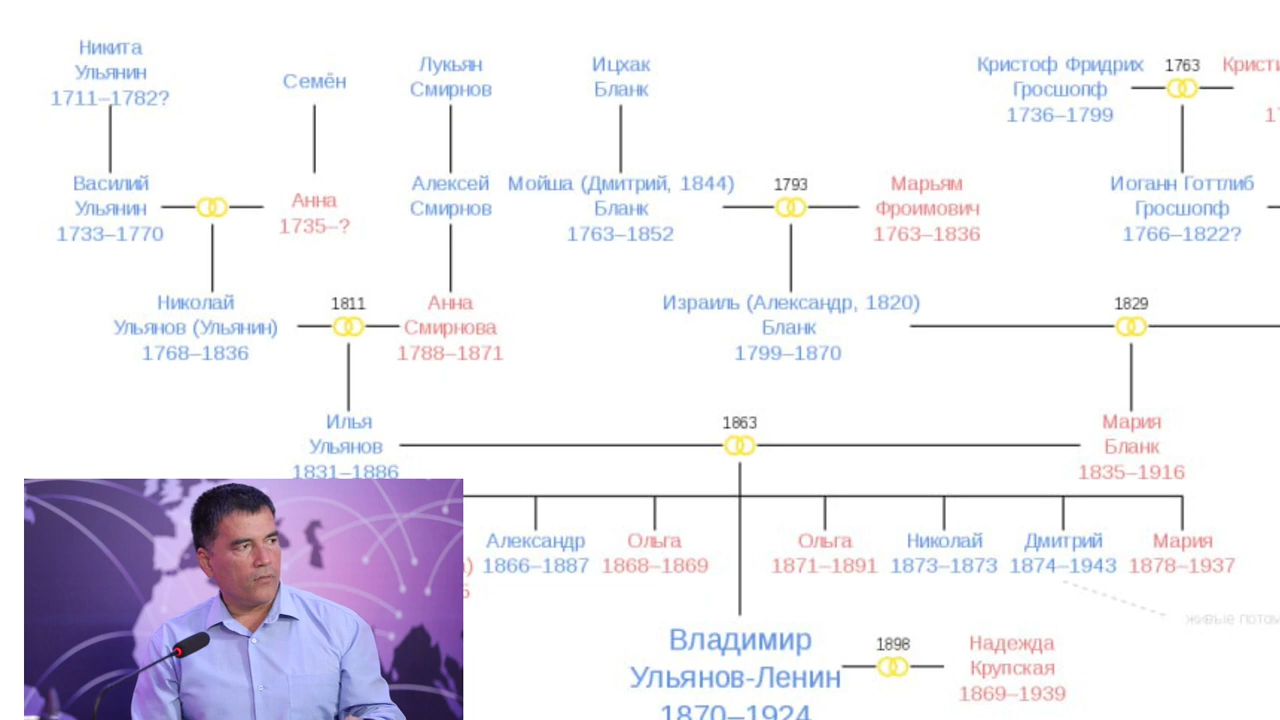 Никита
Ульянин
1711–1782?
Семён
Лукьян
Смирнов
Ицхак
Бланк
Кристоф Фридрих
Гросшопф
1736–1799
1763
Василий
Ульянин
1733–1770
Анна
1735–?
Алексей
Смирнов
Мойша (Дмитрий, 1844)
Бланк
1763–1852
1793
Марьям
Фроимович
1763–1836
Иоганн Готтлиб
Гросшопф
1766–1822?
Николай
Ульянов (Ульянин)
1768–1836
1811
Анна
Смирнова
1788–1871
Израиль (Александр, 1820)
Бланк
1799–1870
1829
Илья
Ульянов
1831–1886
1863
Мария
Бланк
1835–1916
Александр
1866–1887
Ольга
1868–1869
Ольга
1871–1891
Николай
1873–1873
Дмитрий
1874–1943
Мария
1878–1937
живые
Владимир
Ульянов-Ленин
1870–1924
1898
Надежда
Крупская
1869–1939